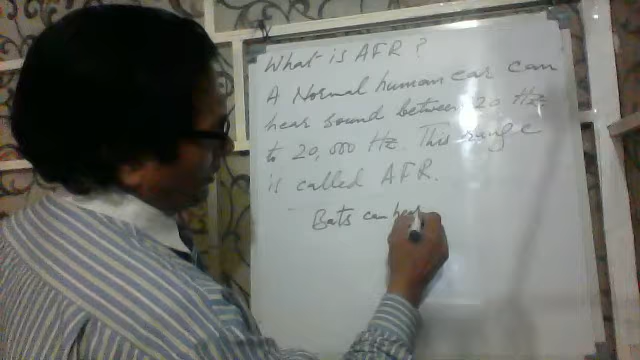 What is AFR?
A Normal human ear can
hear sound between 20 Hz
to 20,000 Hz. This range
is called AFR.
Bats can hear